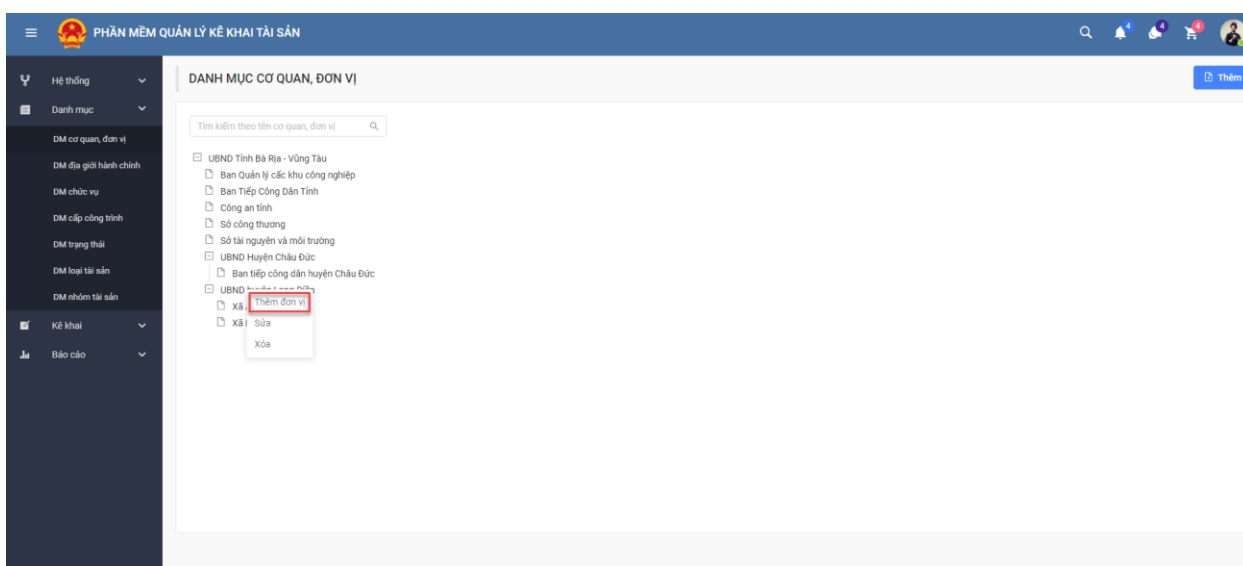 PHẦN MỀM QUẢN LÝ KÊ KHAI TÀI SẢN
4
4
4
Hệ thống
Danh mục
DM cơ quan, đơn vị
DM địa giới hành chính
DM chức vụ
DM cấp công trình
DM trạng thái
DM loại tài sản
DM nhóm tài sản
Kê khai
Báo cáo
DANH MỤC CƠ QUAN, ĐƠN VỊ
Thêm
Tìm kiếm theo tên cơ quan, đơn vị
UBND Tỉnh Bà Rịa - Vũng Tàu
Ban Quản lý các khu công nghiệp
Ban Tiếp Công Dân Tỉnh
Công an tỉnh
Sở công thương
Sở tài nguyên và môi trường
UBND Huyện Châu Đức
Ban tiếp công dân huyện Châu Đức
UBND huyện Long Điền
Xã
Xã
Thêm đơn vị
Sửa
Xóa